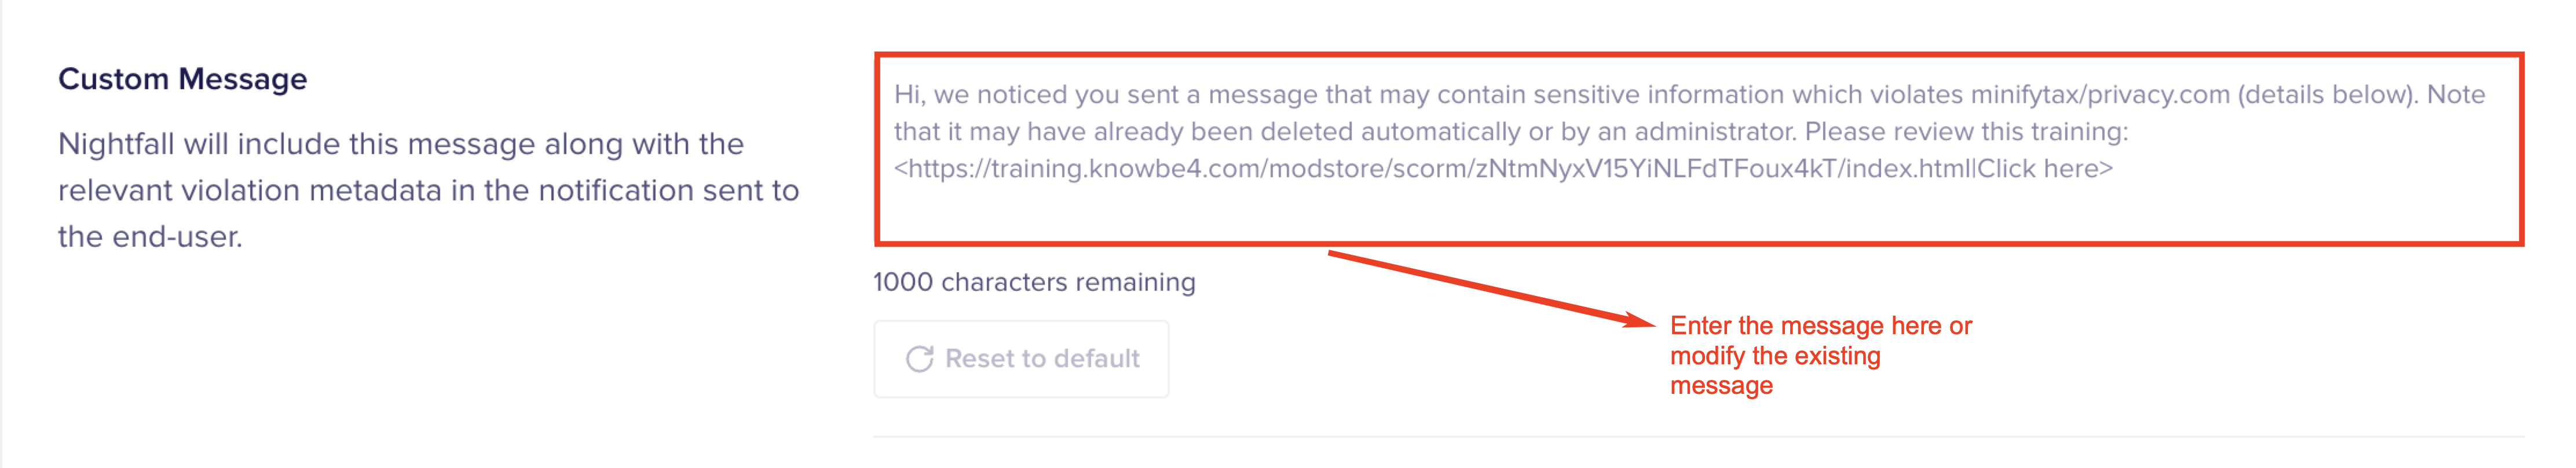 Custom Message
Nightfall will include this message along with the
relevant violation metadata in the notification sent to
the end-user.
Hi, we noticed you sent a message that may contain sensitive information which violates minifytax/privacy.com (details below). Note
that it may have already been deleted automatically or by an administrator. Please review this training:
<https://training.knowbe4.com/modstore/scorm/zNtmNyxV15YiNLFdTFoux4kT/index.html|Click here>
1000 characters remaining
Reset to default
Enter the message here or
modify the existing
message